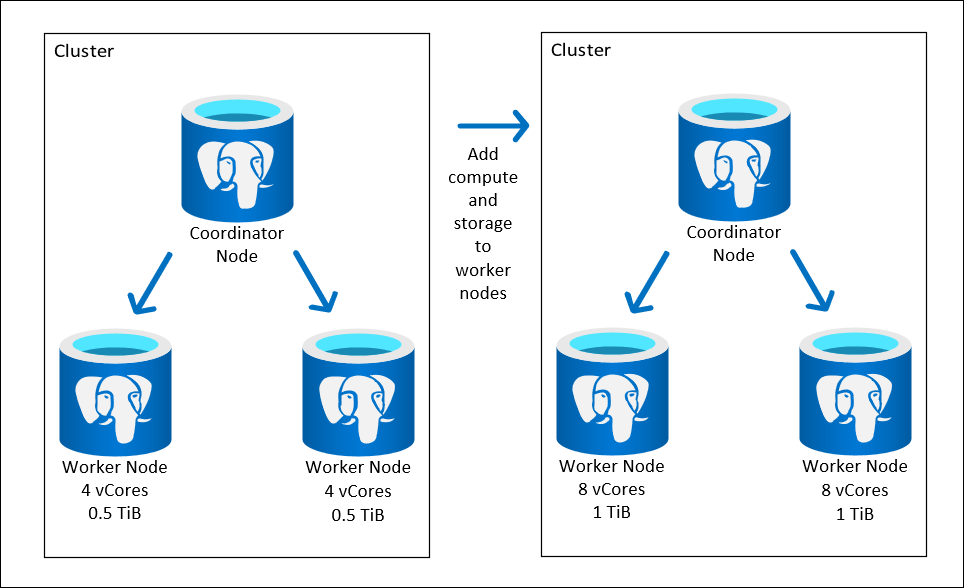 Cluster
Coordinator
Node
Worker Node
4 vCores
0.5 TiB
Worker Node
4 vCores
0.5 TiB
Add
compute
and
storage
to
worker
nodes
Cluster
Coordinator
Node
Worker Node
8 vCores
1 TiB
Worker Node
8 vCores
1 TiB